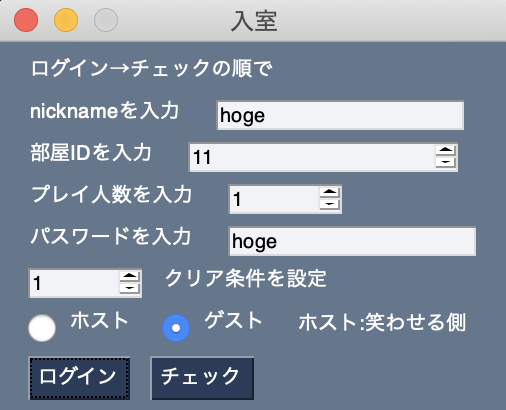 入室
ログイン→チェックの順で
nicknameを入力 hoge
部屋IDを入力 11
プレイ人数を入力 1
パスワードを入力 hoge
1 クリア条件を設定
ホスト ゲスト ホスト:笑わせる側
ログイン チェック